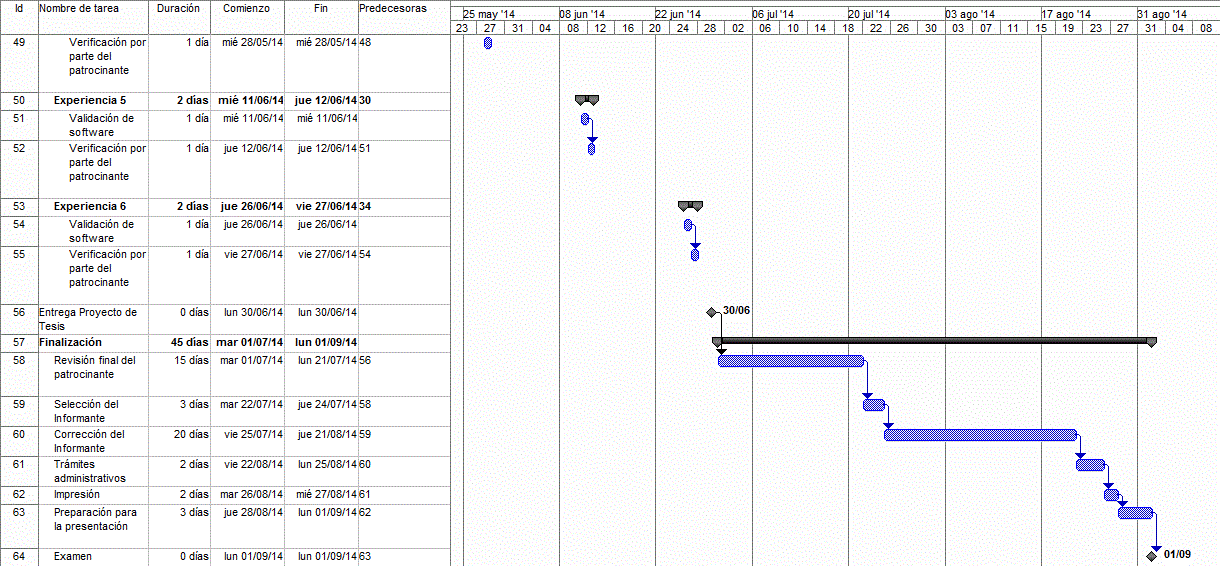 Id Nombre de tarea Duración Comienzo Fin Predecesoras
25 may '14 08 jun '14 22 jun '14 06 jul '14 20 jul '14 03 ago '14 17 ago '14 31 ago '14
23 27 31 04 08 12 16 20 24 28 02 06 10 14 18 22 26 30 03 07 11 15 19 23 27 31 04 08
49 Verificación por 1 día mié 28/05/14 mié 28/05/14 48
parte del
patrocinante
50 Experiencia 5 2 días mié 11/06/14 jue 12/06/14 30
51 Validación de 1 día mié 11/06/14 mié 11/06/14
software
52 Verificación por 1 día jue 12/06/14 jue 12/06/14 51
parte del
patrocinante
53 Experiencia 6 2 días jue 26/06/14 vie 27/06/14 34
54 Validación de 1 día jue 26/06/14 jue 26/06/14
software
55 Verificación por 1 día vie 27/06/14 vie 27/06/14 54
parte del
patrocinante
56 Entrega Proyecto de 0 días lun 30/06/14 lun 30/06/14 30/06
Tesis
57 Finalización 45 días mar 01/07/14 lun 01/09/14
58 Revisión final del 15 días mar 01/07/14 lun 21/07/14 56
patrocinante
59 Selección del 3 días mar 22/07/14 jue 24/07/14 58
Informante
60 Corrección del 20 días vie 25/07/14 jue 21/08/14 59
Informante
61 Trámites 2 días vie 22/08/14 lun 25/08/14 60
administrativos
62 Impresión 2 días mar 26/08/14 mié 27/08/14 61
63 Preparación para 3 días jue 28/08/14 lun 01/09/14 62
la presentación
64 Examen 0 días lun 01/09/14 lun 01/09/14 63 01/09